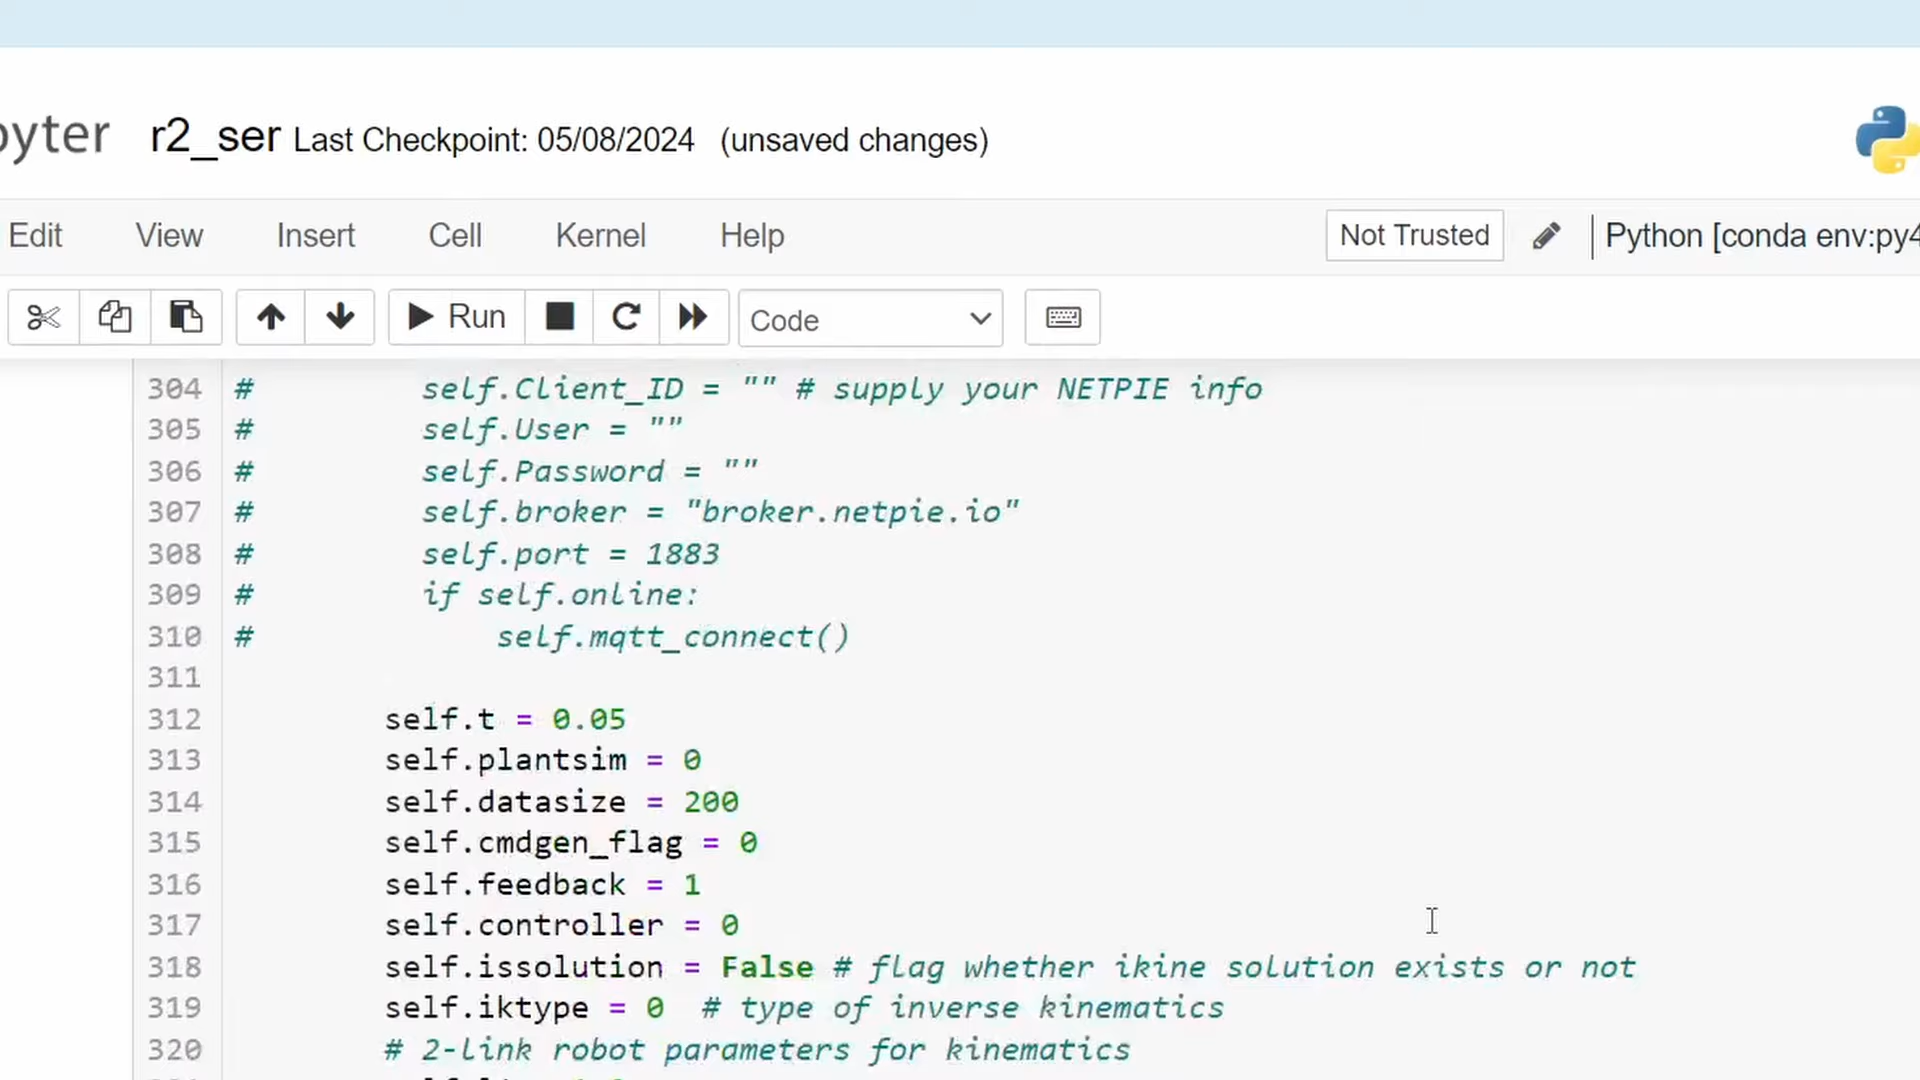 pyter r2_ser Last Checkpoint: 05/08/2024 (unsaved changes)
Edit View Insert Cell Kernel Help Not Trusted Python [conda env:py4
Run Code
304 # self.Client_ID = "" # supply your NETPIE info
305 # self.User = ""
306 # self.Password = ""
307 # self.broker = "broker.netpie.io"
308 # self.port = 1883
309 # if self.online:
310 # self.mqtt_connect()
311
312 self.t = 0.05
313 self.plantsim = 0
314 self.datasize = 200
315 self.cmdgen_flag = 0
316 self.feedback = 1
317 self.controller = 0
318 self.issolution = False # flag whether ikine solution exists or not
319 self.iktype = 0 # type of inverse kinematics
320 # 2-link robot parameters for kinematics